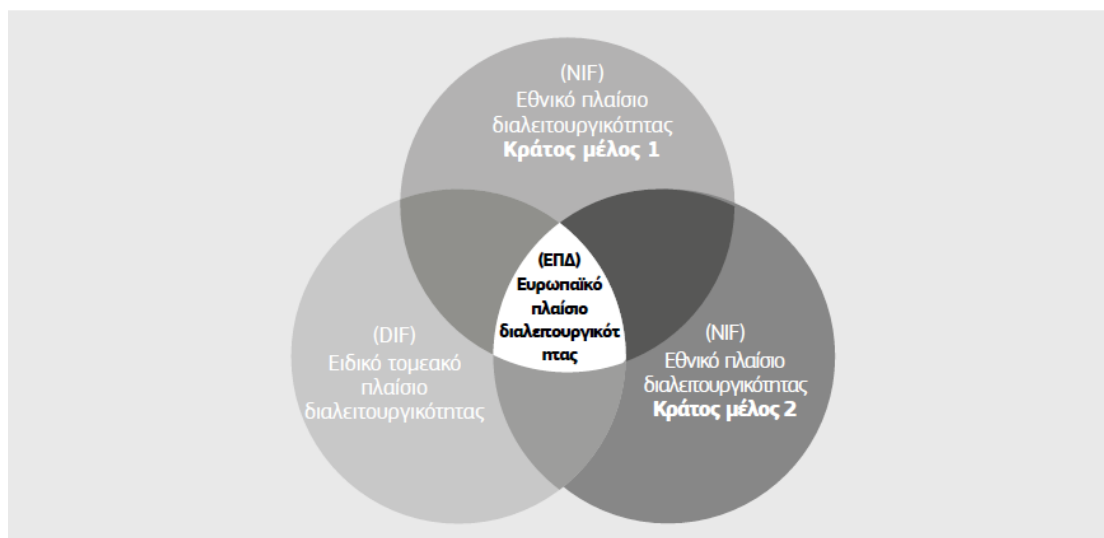 (NIF)
Εθνικό πλαίσιο
διαλειτουργικότητας
Κράτος μέλος 1
(ΕΠΔ)
Ευρωπαϊκό
πλαίσιο
διαλειτουργικότ
ητας
(DIF)
Ειδικό τομεακό
πλαίσιο
διαλειτουργικότητας
(NIF)
Εθνικό πλαίσιο
διαλειτουργικότητας
Κράτος μέλος 2